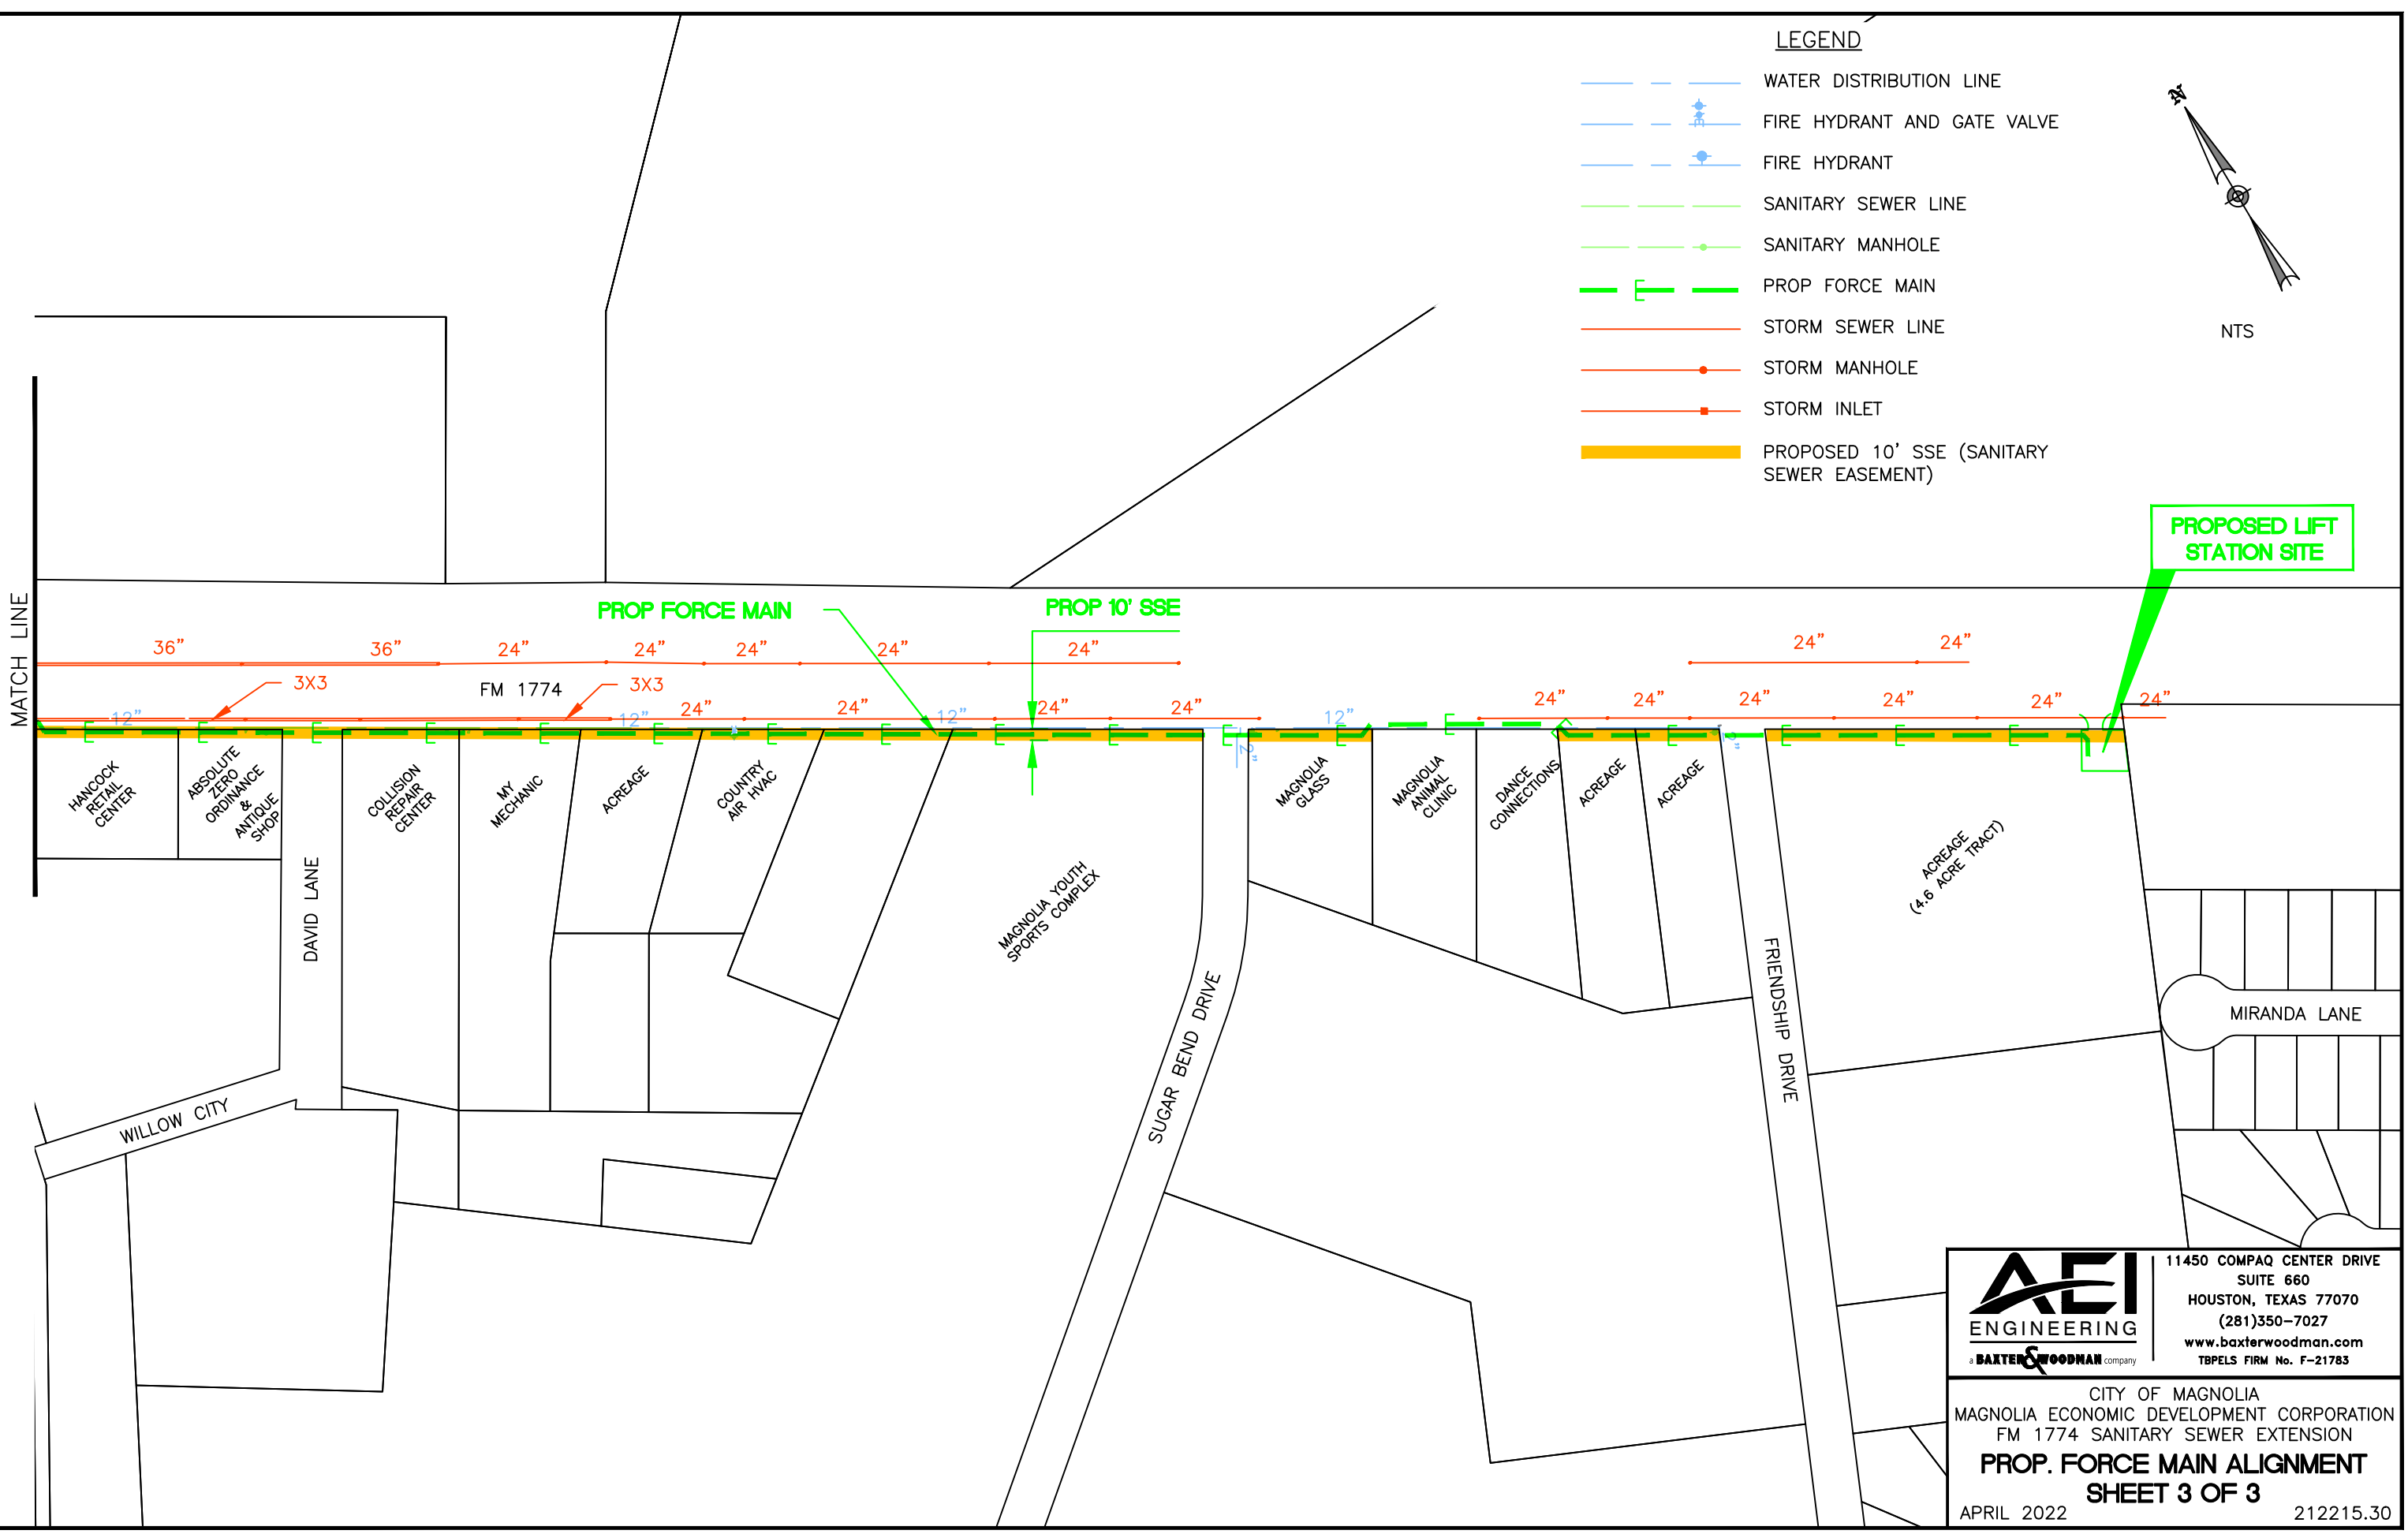 LEGEND
WATER DISTRIBUTION LINE
FIRE HYDRANT AND GATE VALVE
FIRE HYDRANT
SANITARY SEWER LINE
SANITARY MANHOLE
PROP FORCE MAIN
STORM SEWER LINE
STORM MANHOLE
STORM INLET
PROPOSED 10' SSE (SANITARY
SEWER EASEMENT)
N
NTS
PROPOSED LIFT
STATION SITE
MATCH LINE
PROP FORCE MAIN
PROP 10' SSE
36"
36"
24"
24"
24"
24"
24"
24"
24"
3X3
FM 1774
3X3
12"
12"
24"
24"
12"
24"
24"
12"
12"
24"
24"
24"
24"
24"
24"
12"
HANCOCK
RETAIL
CENTER
ABSOLUTE
ZERO
ORDINANCE
&
ANTIQUE
SHOP
DAVID LANE
COLLISION
REPAIR
CENTER
MY
MECHANIC
ACREAGE
COUNTRY
AIR HVAC
MAGNOLIA YOUTH
SPORTS COMPLEX
SUGAR BEND DRIVE
MAGNOLIA
GLASS
MAGNOLIA
ANIMAL
CLINIC
DANCE
CONNECTIONS
ACREAGE
ACREAGE
FRIENDSHIP DRIVE
ACREAGE
(4.6 ACRE TRACT)
MIRANDA LANE
WILLOW CITY
AEI
ENGINEERING
a BAXTER & WOODMAN company
11450 COMPAQ CENTER DRIVE
SUITE 660
HOUSTON, TEXAS 77070
(281)350-7027
www.baxterwoodman.com
TBPELS FIRM No. F-21783
CITY OF MAGNOLIA
MAGNOLIA ECONOMIC DEVELOPMENT CORPORATION
FM 1774 SANITARY SEWER EXTENSION
PROP. FORCE MAIN ALIGNMENT
SHEET 3 OF 3
APRIL 2022
212215.30